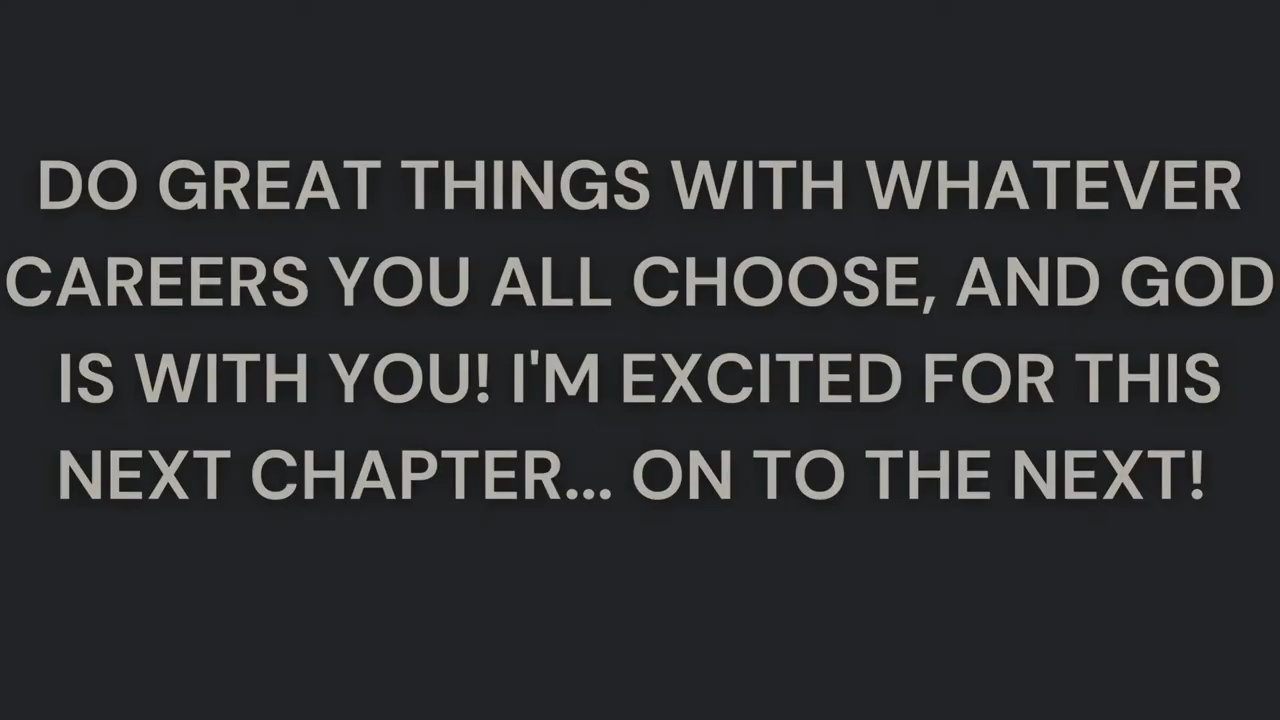 DO GREAT THINGS WITH WHATEVER
CAREERS YOU ALL CHOOSE, AND GOD
IS WITH YOU! I'M EXCITED FOR THIS
NEXT CHAPTER... ON TO THE NEXT!